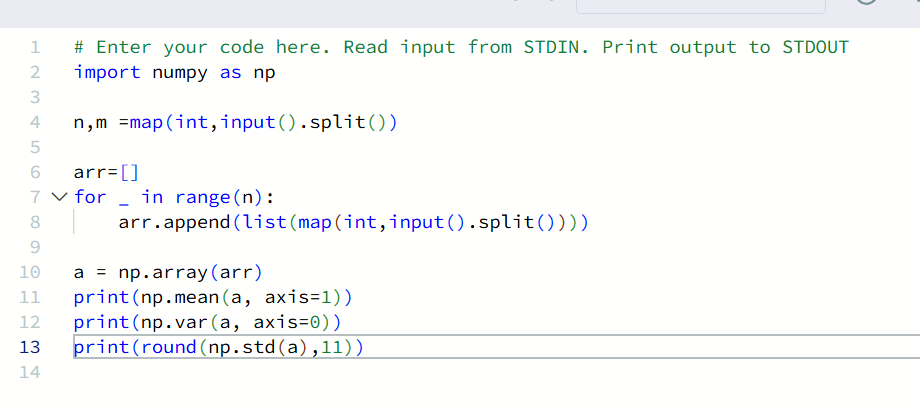 1 # Enter your code here. Read input from STDIN. Print output to STDOUT
2 import numpy as np
3
4 n,m =map(int,input().split())
5
6 arr=[]
7 for _ in range(n):
8     arr.append(list(map(int,input().split())))
9
10 a = np.array(arr)
11 print(np.mean(a, axis=1))
12 print(np.var(a, axis=0))
13 print(round(np.std(a),11))
14